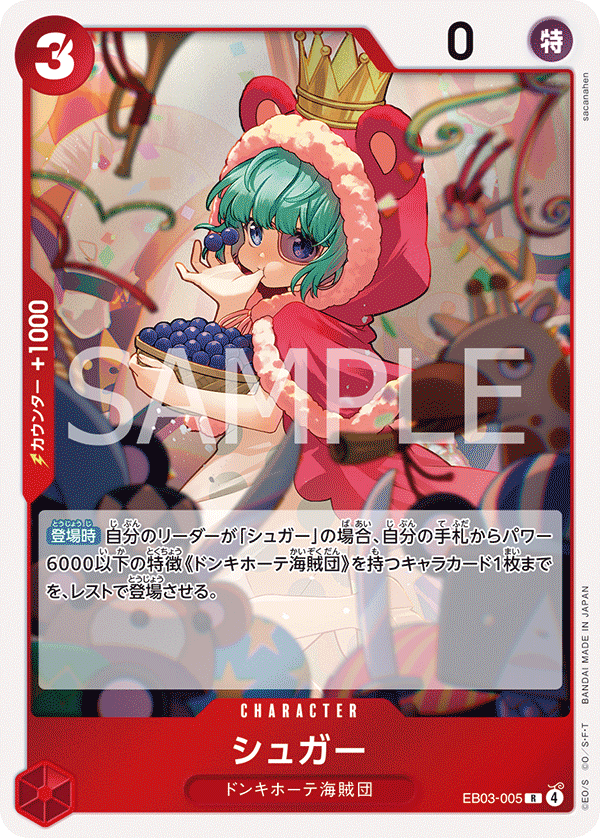 3
0
特
sacanahen
カウンター +1000
SAMPLE
登場時 自分のリーダーが「シュガー」の場合、自分の手札からパワー
6000以下の特徴《ドンキホーテ海賊団》を持つキャラカード1枚まで
を、レストで登場させる。
CHARACTER
シュガー
ドンキホーテ海賊団
EB03-005 R 4
©E.O/S ©O/S・F・T BANDAI MADE IN JAPAN